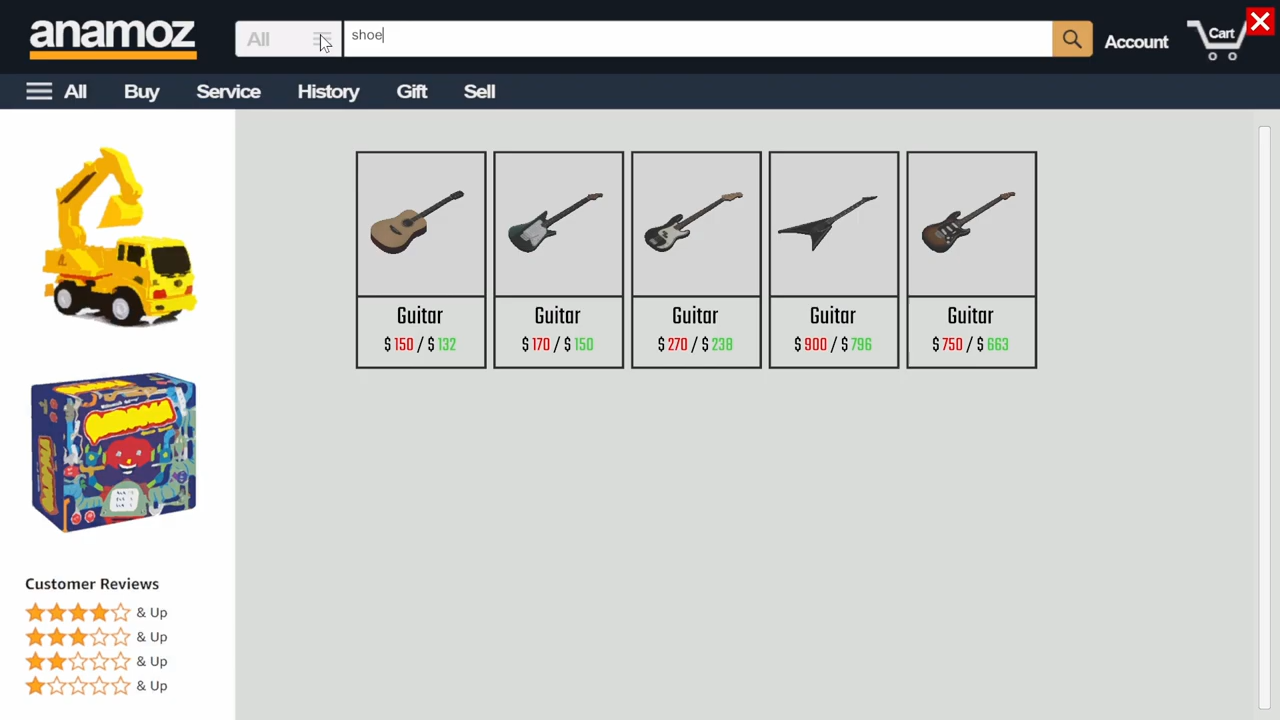 anamoz
All
shoe
Account
Cart
All
Buy
Service
History
Gift
Sell
Guitar
$ 150 / $ 132
Guitar
$ 170 / $ 150
Guitar
$ 270 / $ 238
Guitar
$ 900 / $ 796
Guitar
$ 750 / $ 663
Customer Reviews
& Up
& Up
& Up
& Up